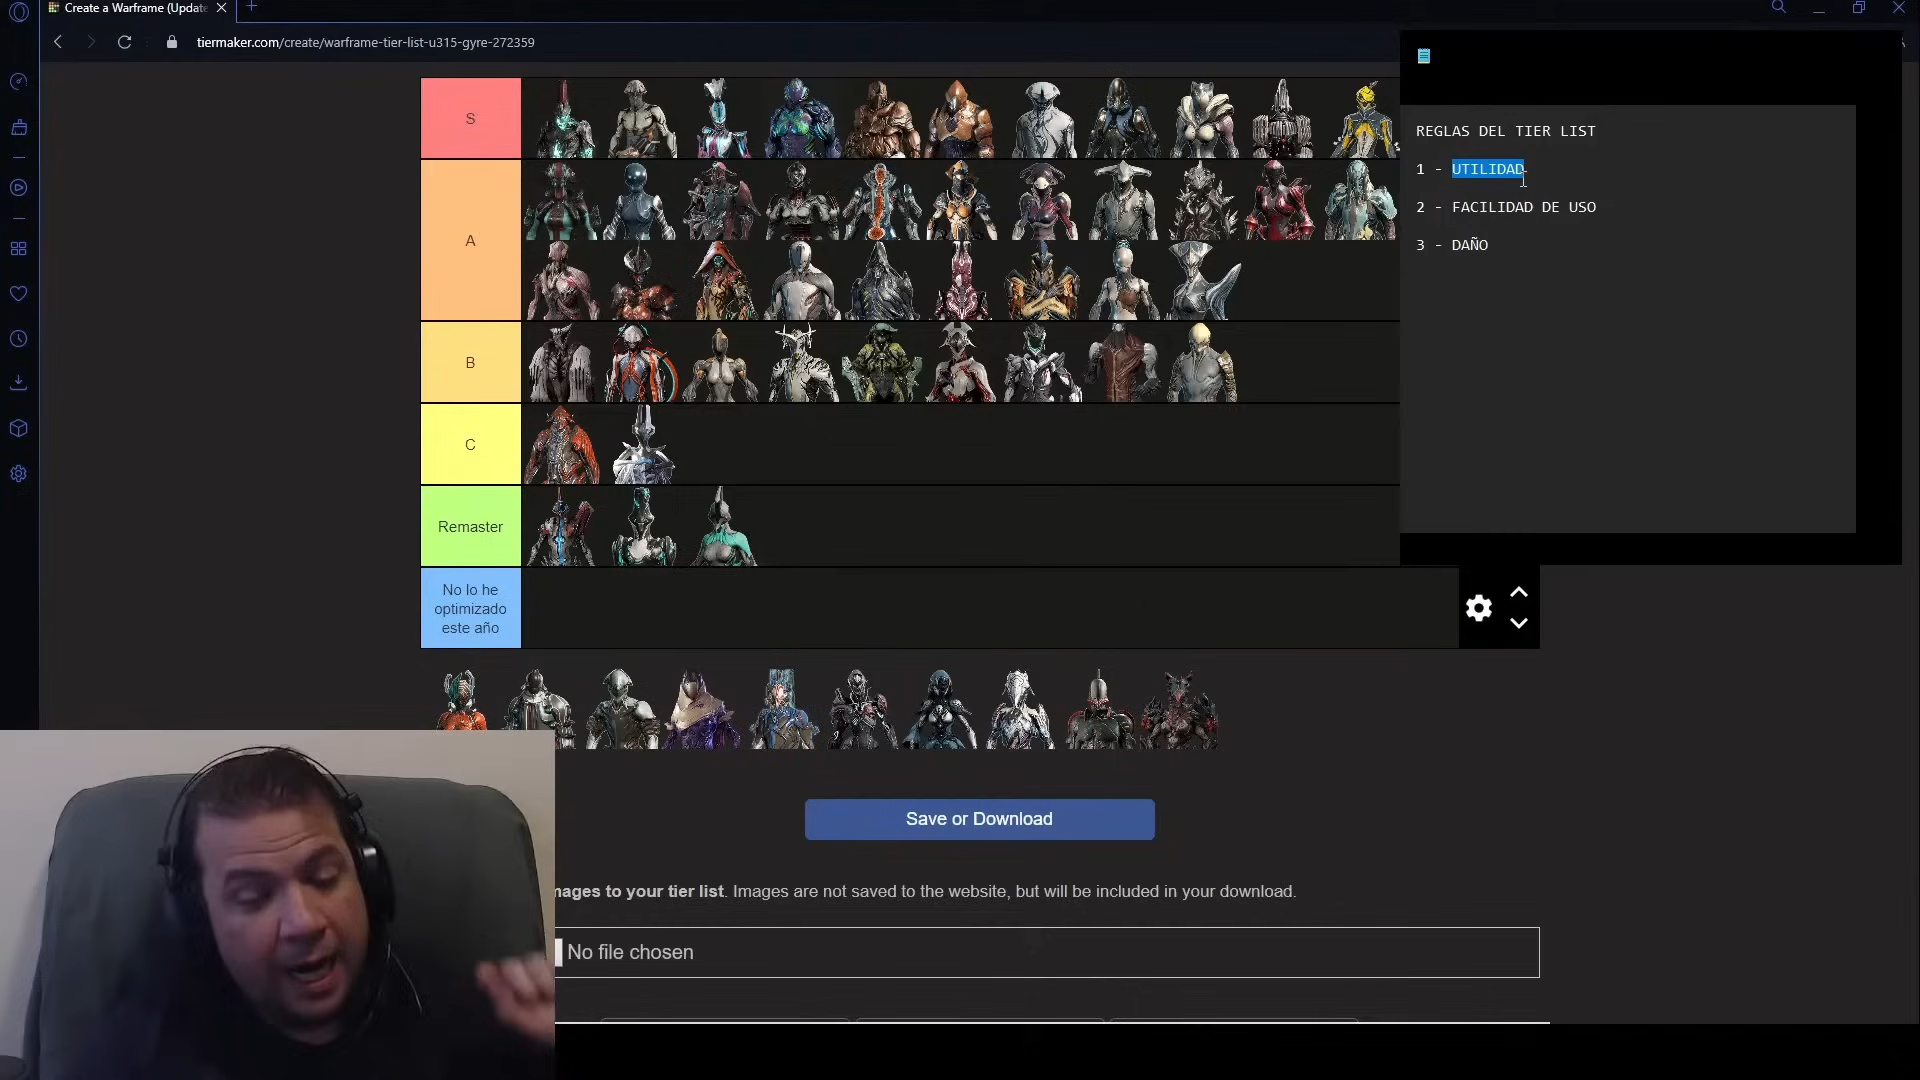 Create a Warframe (Update
tiermaker.com/create/warframe-tier-list-u315-gyre-272359
REGLAS DEL TIER LIST
1 - UTILIDAD
2 - FACILIDAD DE USO
3 - DAÑO
S
A
B
C
Remaster
No lo he
optimizado
este año
Save or Download
mages to your tier list. Images are not saved to the website, but will be included in your download.
No file chosen